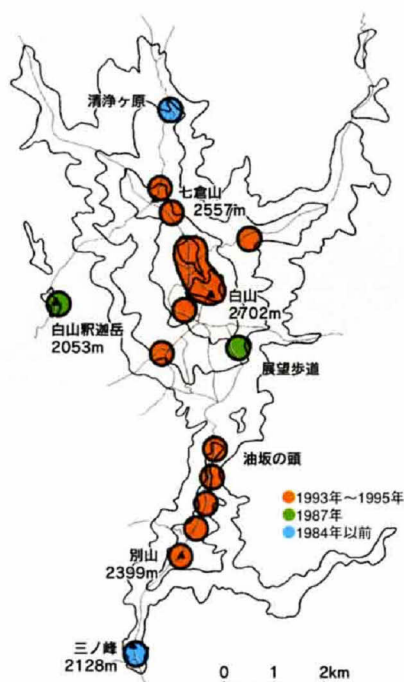 清浄ヶ原
七倉山
2557m
白山
2702m
白山釈迦岳
2053m
展望歩道
油坂の頭
1993年〜1995年
1987年
1984年以前
別山
2399m
三ノ峰
2128m
0 1 2km